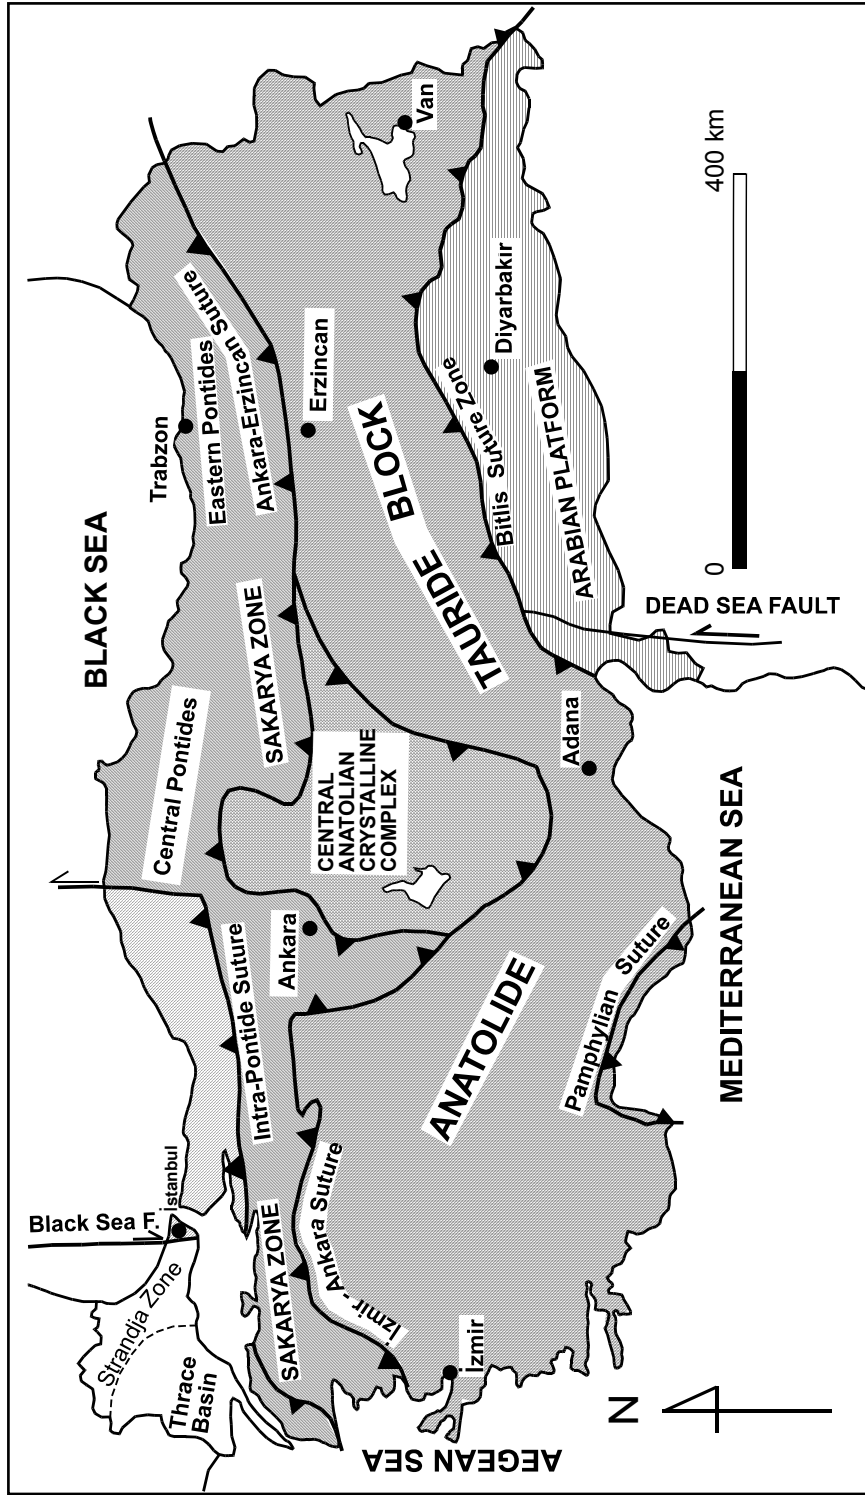 BLACK SEA
Black Sea F.
İstanbul
Strandja Zone
Thrace
Basin
Central Pontides
Trabzon
Eastern Pontides
Ankara-Erzincan Suture
Intra-Pontide Suture
SAKARYA ZONE
SAKARYA ZONE
Ankara
Erzincan
Van
İzmir - Ankara Suture
CENTRAL
ANATOLIAN
CRYSTALLINE
COMPLEX
TAURIDE BLOCK
ANATOLIDE
İzmir
Bitlis Suture Zone
Diyarbakır
ARABIAN PLATFORM
Adana
Pamphylian Suture
AEGEAN SEA
MEDITERRANEAN SEA
DEAD SEA FAULT
N
0
400 km